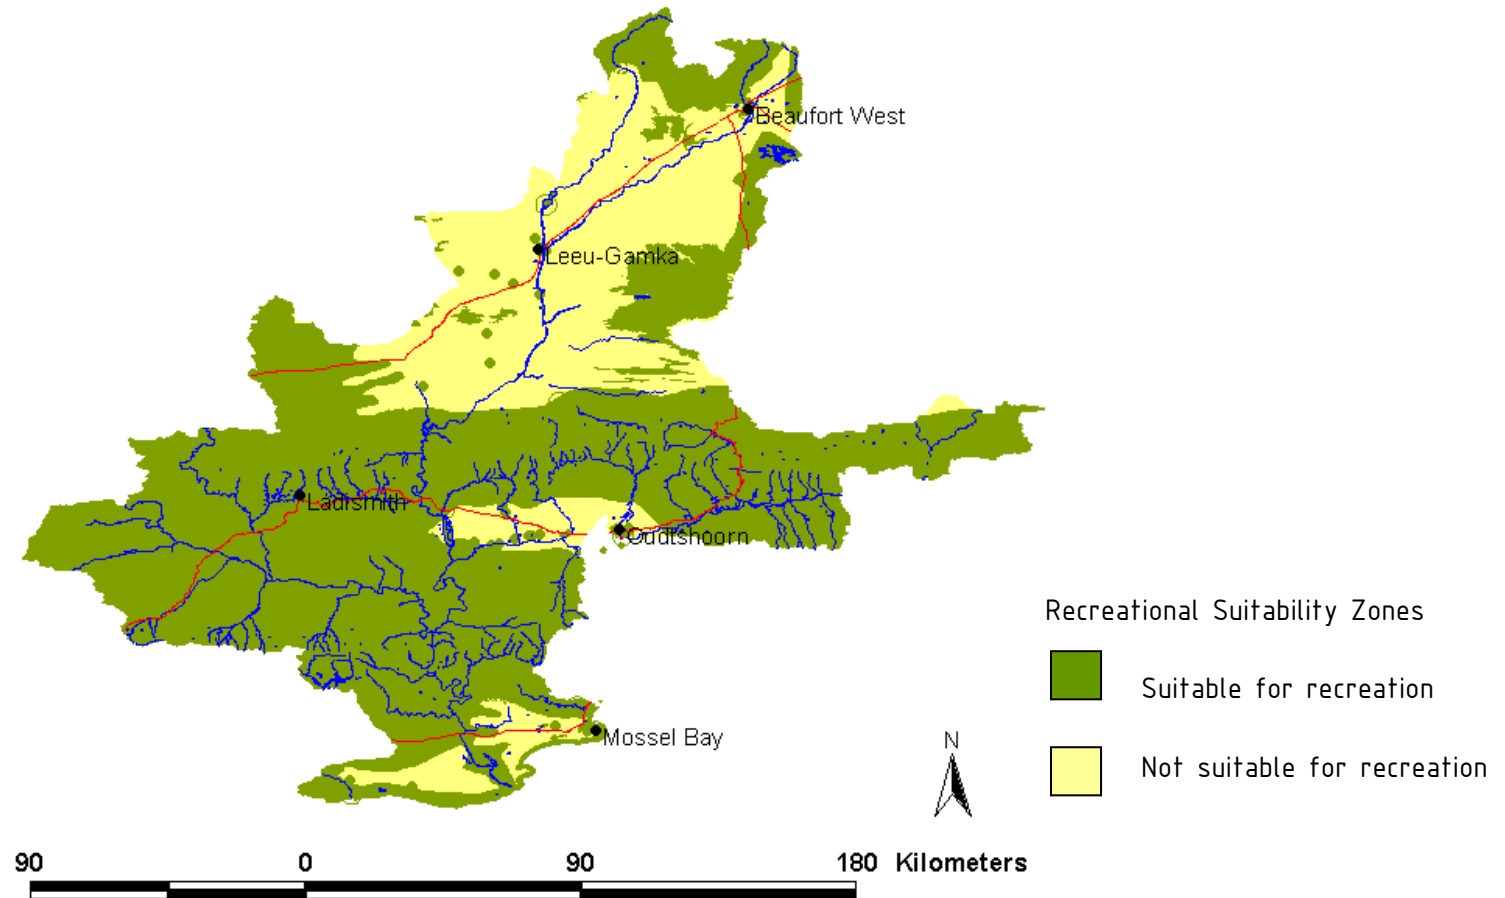 Beaufort West
Leeu-Gamka
Ladismith
Oudtshoorn
Mossel Bay
Recreational Suitability Zones
Suitable for recreation
Not suitable for recreation
N
90 0 90 180 Kilometers